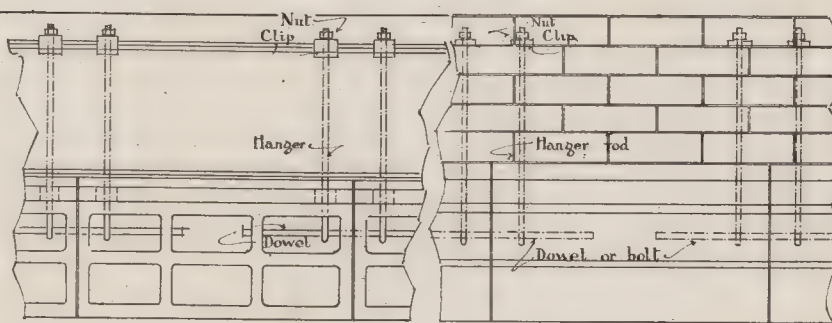 Nut
Clip
Hanger
Dowel
Nut
Clip
Hanger rod
Dowel or bolt